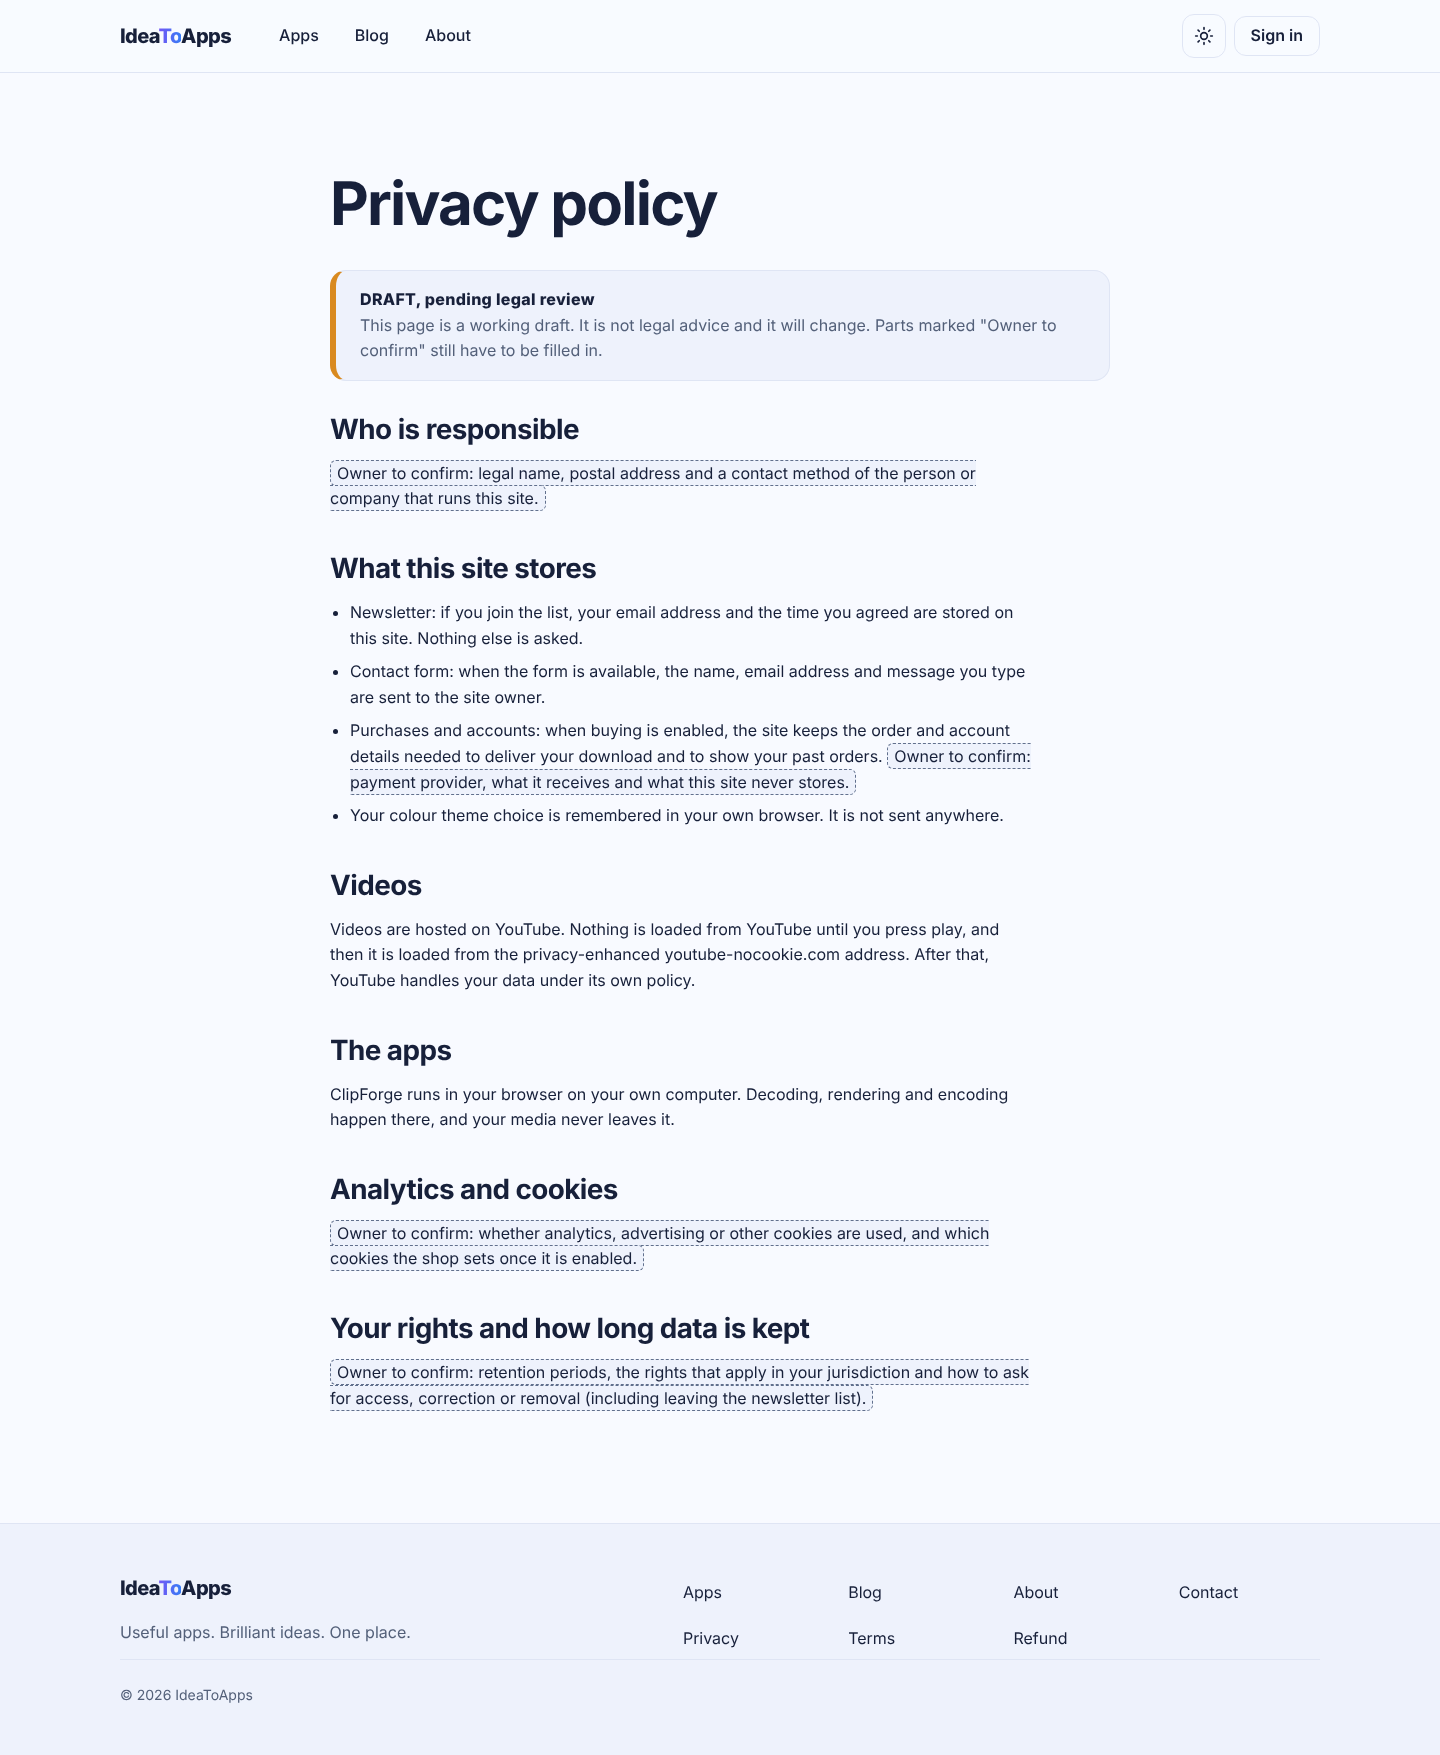 IdeaToApps
Apps
Blog
About
Sign in
Privacy policy
DRAFT, pending legal review
This page is a working draft. It is not legal advice and it will change. Parts marked "Owner to
confirm" still have to be filled in.
Who is responsible
Owner to confirm: legal name, postal address and a contact method of the person or
company that runs this site.
What this site stores
• Newsletter: if you join the list, your email address and the time you agreed are stored on
this site. Nothing else is asked.
• Contact form: when the form is available, the name, email address and message you type
are sent to the site owner.
• Purchases and accounts: when buying is enabled, the site keeps the order and account
details needed to deliver your download and to show your past orders. Owner to confirm:
payment provider, what it receives and what this site never stores.
• Your colour theme choice is remembered in your own browser. It is not sent anywhere.
Videos
Videos are hosted on YouTube. Nothing is loaded from YouTube until you press play, and
then it is loaded from the privacy-enhanced youtube-nocookie.com address. After that,
YouTube handles your data under its own policy.
The apps
ClipForge runs in your browser on your own computer. Decoding, rendering and encoding
happen there, and your media never leaves it.
Analytics and cookies
Owner to confirm: whether analytics, advertising or other cookies are used, and which
cookies the shop sets once it is enabled.
Your rights and how long data is kept
Owner to confirm: retention periods, the rights that apply in your jurisdiction and how to ask
for access, correction or removal (including leaving the newsletter list).
IdeaToApps
Useful apps. Brilliant ideas. One place.
Apps
Blog
About
Contact
Privacy
Terms
Refund
© 2026 IdeaToApps